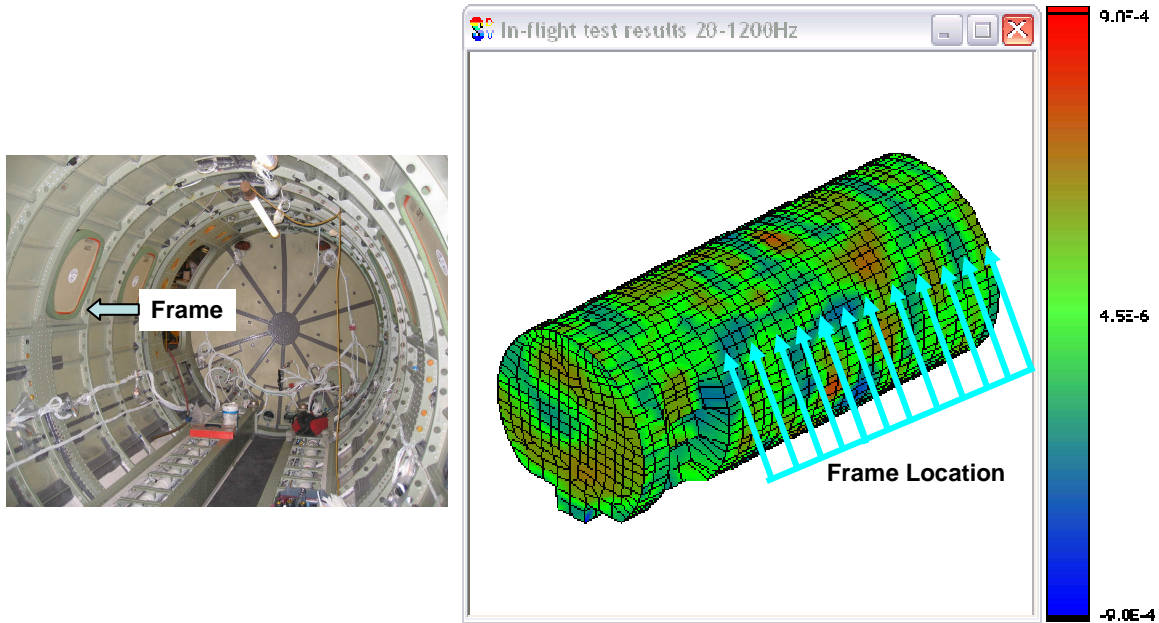 In-flight test results 20-1200Hz
9.0E-4
Frame
4.5E-6
Frame Location
-9.0E-4